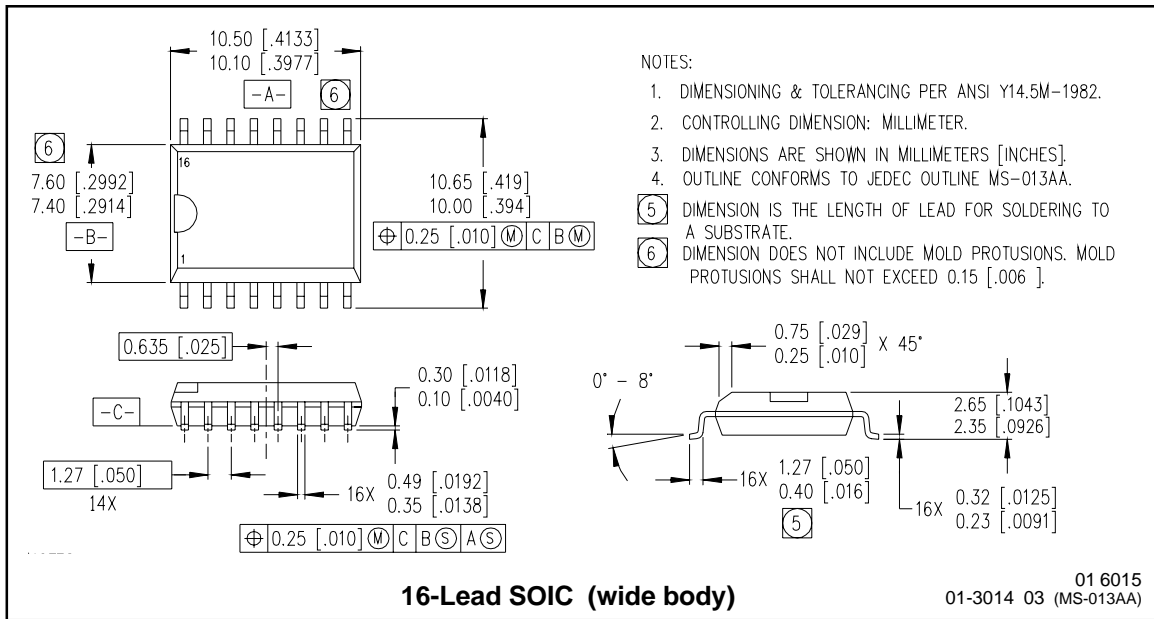 10.50 [.4133]
10.10 [.3977]
-A-
6
6
7.60 [.2992]
7.40 [.2914]
-B-
16
1
10.65 [.419]
10.00 [.394]
⌖ 0.25 [.010] Ⓜ C B Ⓜ
NOTES:
1. DIMENSIONING & TOLERANCING PER ANSI Y14.5M-1982.
2. CONTROLLING DIMENSION: MILLIMETER.
3. DIMENSIONS ARE SHOWN IN MILLIMETERS [INCHES].
4. OUTLINE CONFORMS TO JEDEC OUTLINE MS-013AA.
5 DIMENSION IS THE LENGTH OF LEAD FOR SOLDERING TO
A SUBSTRATE.
6 DIMENSION DOES NOT INCLUDE MOLD PROTUSIONS. MOLD
PROTUSIONS SHALL NOT EXCEED 0.15 [.006 ].
0.635 [.025]
-C-
0.30 [.0118]
0.10 [.0040]
1.27 [.050]
14X
16X 0.49 [.0192]
0.35 [.0138]
⌖ 0.25 [.010] Ⓜ C B Ⓢ A Ⓢ
0.75 [.029]
0.25 [.010] X 45°
0° - 8°
2.65 [.1043]
2.35 [.0926]
16X 1.27 [.050]
0.40 [.016]
5
16X 0.32 [.0125]
0.23 [.0091]
16-Lead SOIC (wide body)
01 6015
01-3014 03 (MS-013AA)